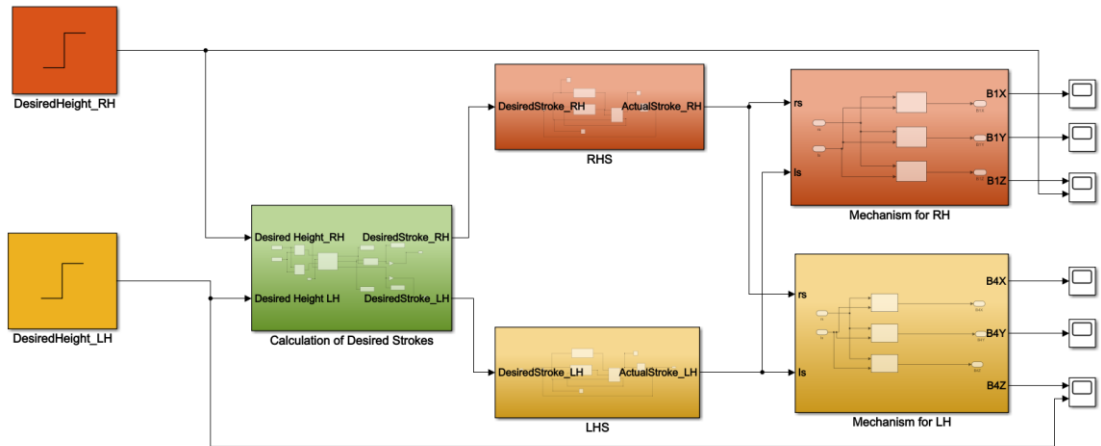 DesiredHeight_RH
DesiredStroke_RH
ActualStroke_RH
RHS
rs
ls
B1X
B1Y
B1Z
Mechanism for RH
Desired Height_RH
DesiredStroke_RH
Desired Height LH
DesiredStroke_LH
Calculation of Desired Strokes
DesiredHeight_LH
DesiredStroke_LH
ActualStroke_LH
LHS
rs
ls
B4X
B4Y
B4Z
Mechanism for LH